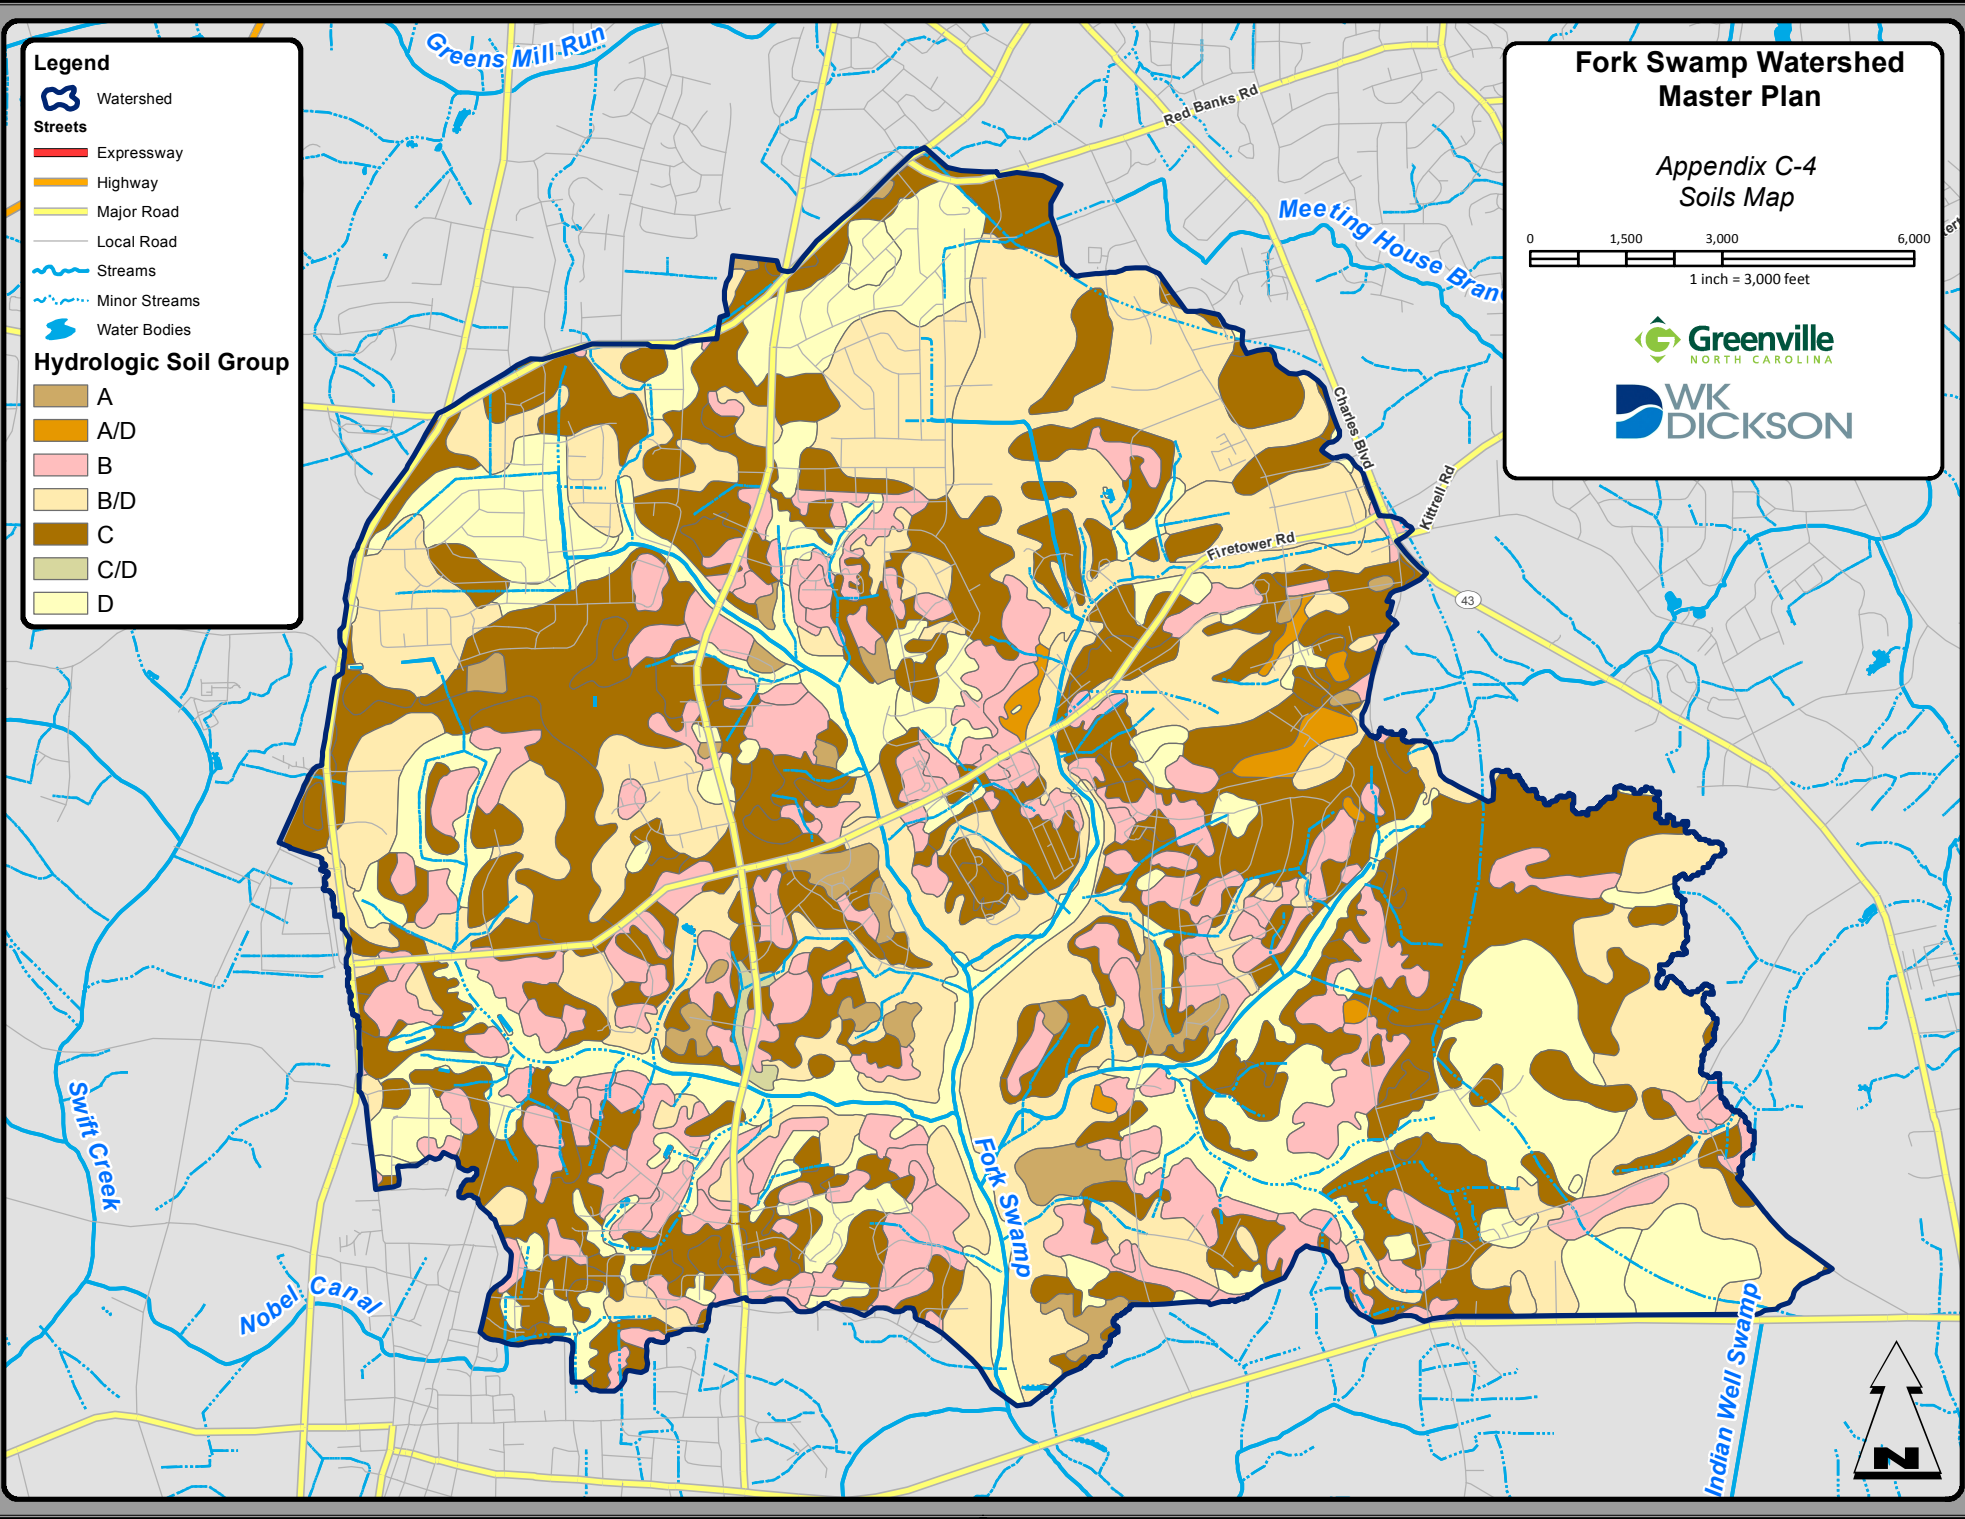 Legend
Watershed
Streets
Expressway
Highway
Major Road
Local Road
Streams
Minor Streams
Water Bodies
Hydrologic Soil Group
A
A/D
B
B/D
C
C/D
D
Fork Swamp Watershed
Master Plan
Appendix C-4
Soils Map
0 1,500 3,000 6,000
1 inch = 3,000 feet
Greenville
NORTH CAROLINA
WK
DICKSON
Greens Mill Run
Red Banks Rd
Meeting House Bran
Charles Blvd
Kittrell Rd
Firetower Rd
43
Swift Creek
Fork Swamp
Nobel Canal
Indian Well Swamp
N